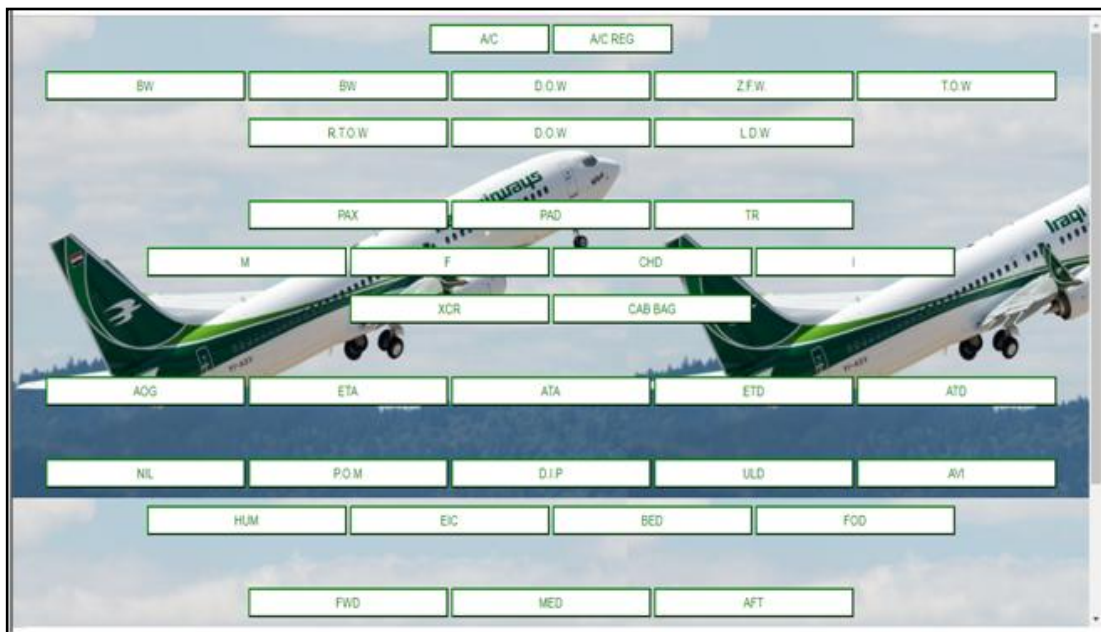 A/C A/C REG
BW BW D.O.W Z.F.W. T.O.W
R.T.O.W D.O.W L.D.W
PAX PAD TR
M F CHD I
Iraqi
XCR CAB BAG
AOG ETA ATA ETD ATD
NIL P.O.M D.I.P ULD AVI
HUM EIC BED FOD
FWD MED AFT